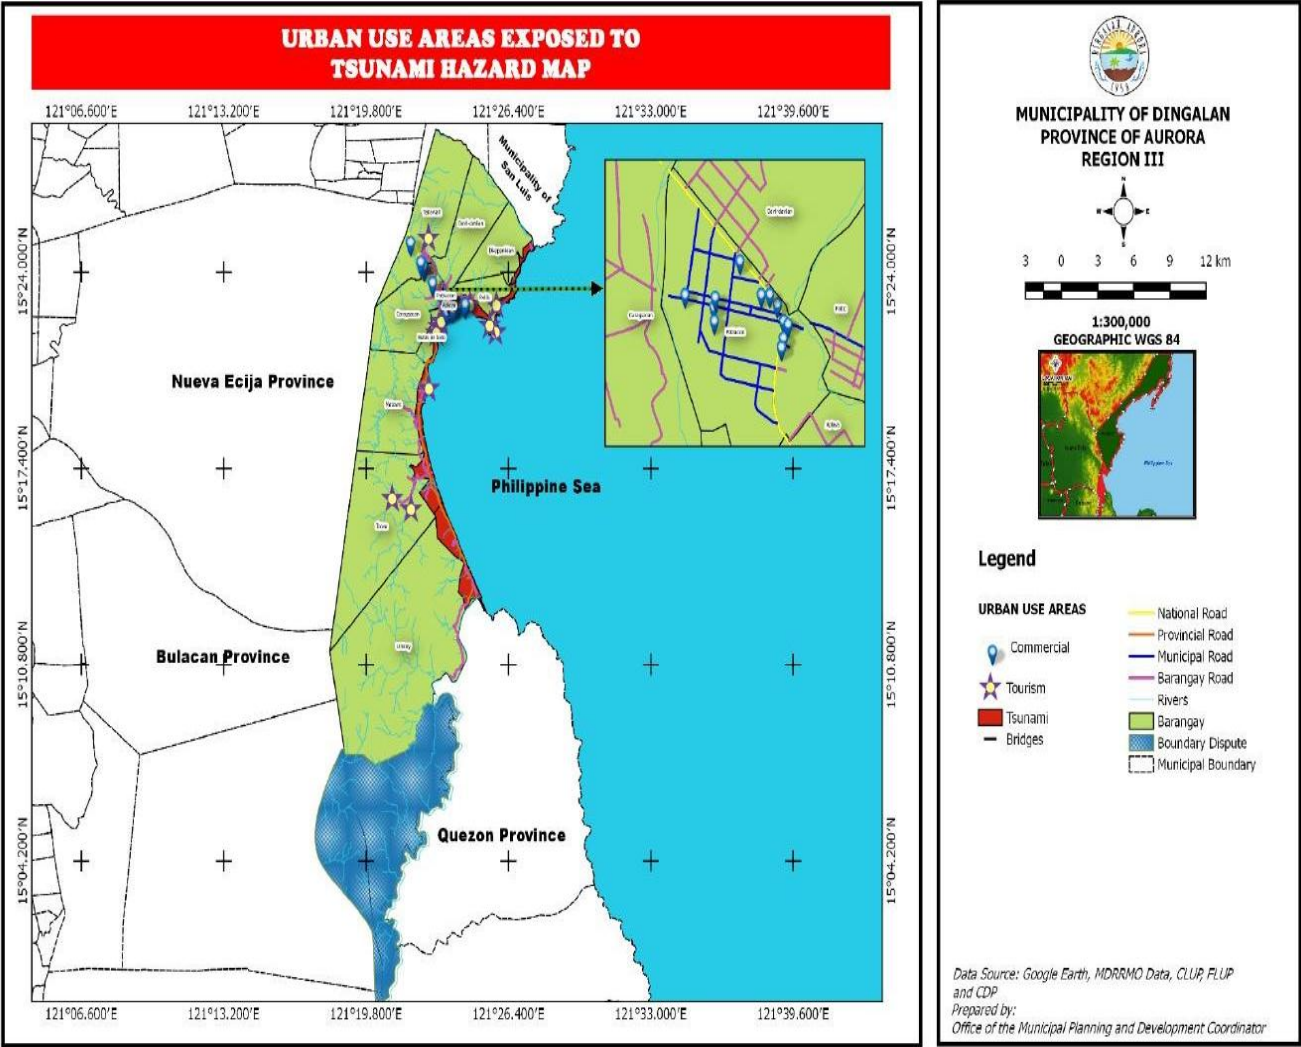 URBAN USE AREAS EXPOSED TO
TSUNAMI HAZARD MAP
121°06.600'E 121°13.200'E 121°19.800'E 121°26.400'E 121°33.000'E 121°39.600'E
Municipality of
San Luis
15°24.000'N
15°24.000'N
Nueva Ecija Province
15°17.400'N
15°17.400'N
Philippine Sea
Bulacan Province
15°10.800'N
15°10.800'N
Quezon Province
15°04.200'N
15°04.200'N
121°06.600'E 121°13.200'E 121°19.800'E 121°26.400'E 121°33.000'E 121°39.600'E
1956
MUNICIPALITY OF DINGALAN
PROVINCE OF AURORA
REGION III
N
E
S
3 0 3 6 9 12 km
1:300,000
GEOGRAPHIC WGS 84
Legend
URBAN USE AREAS
Commercial
Tourism
Tsunami
Bridges
National Road
Provincial Road
Municipal Road
Barangay Road
Rivers
Barangay
Boundary Dispute
Municipal Boundary
Data Source: Google Earth, MDRRMO Data, CLUP, FLUP
and CDP
Prepared by:
Office of the Municipal Planning and Development Coordinator